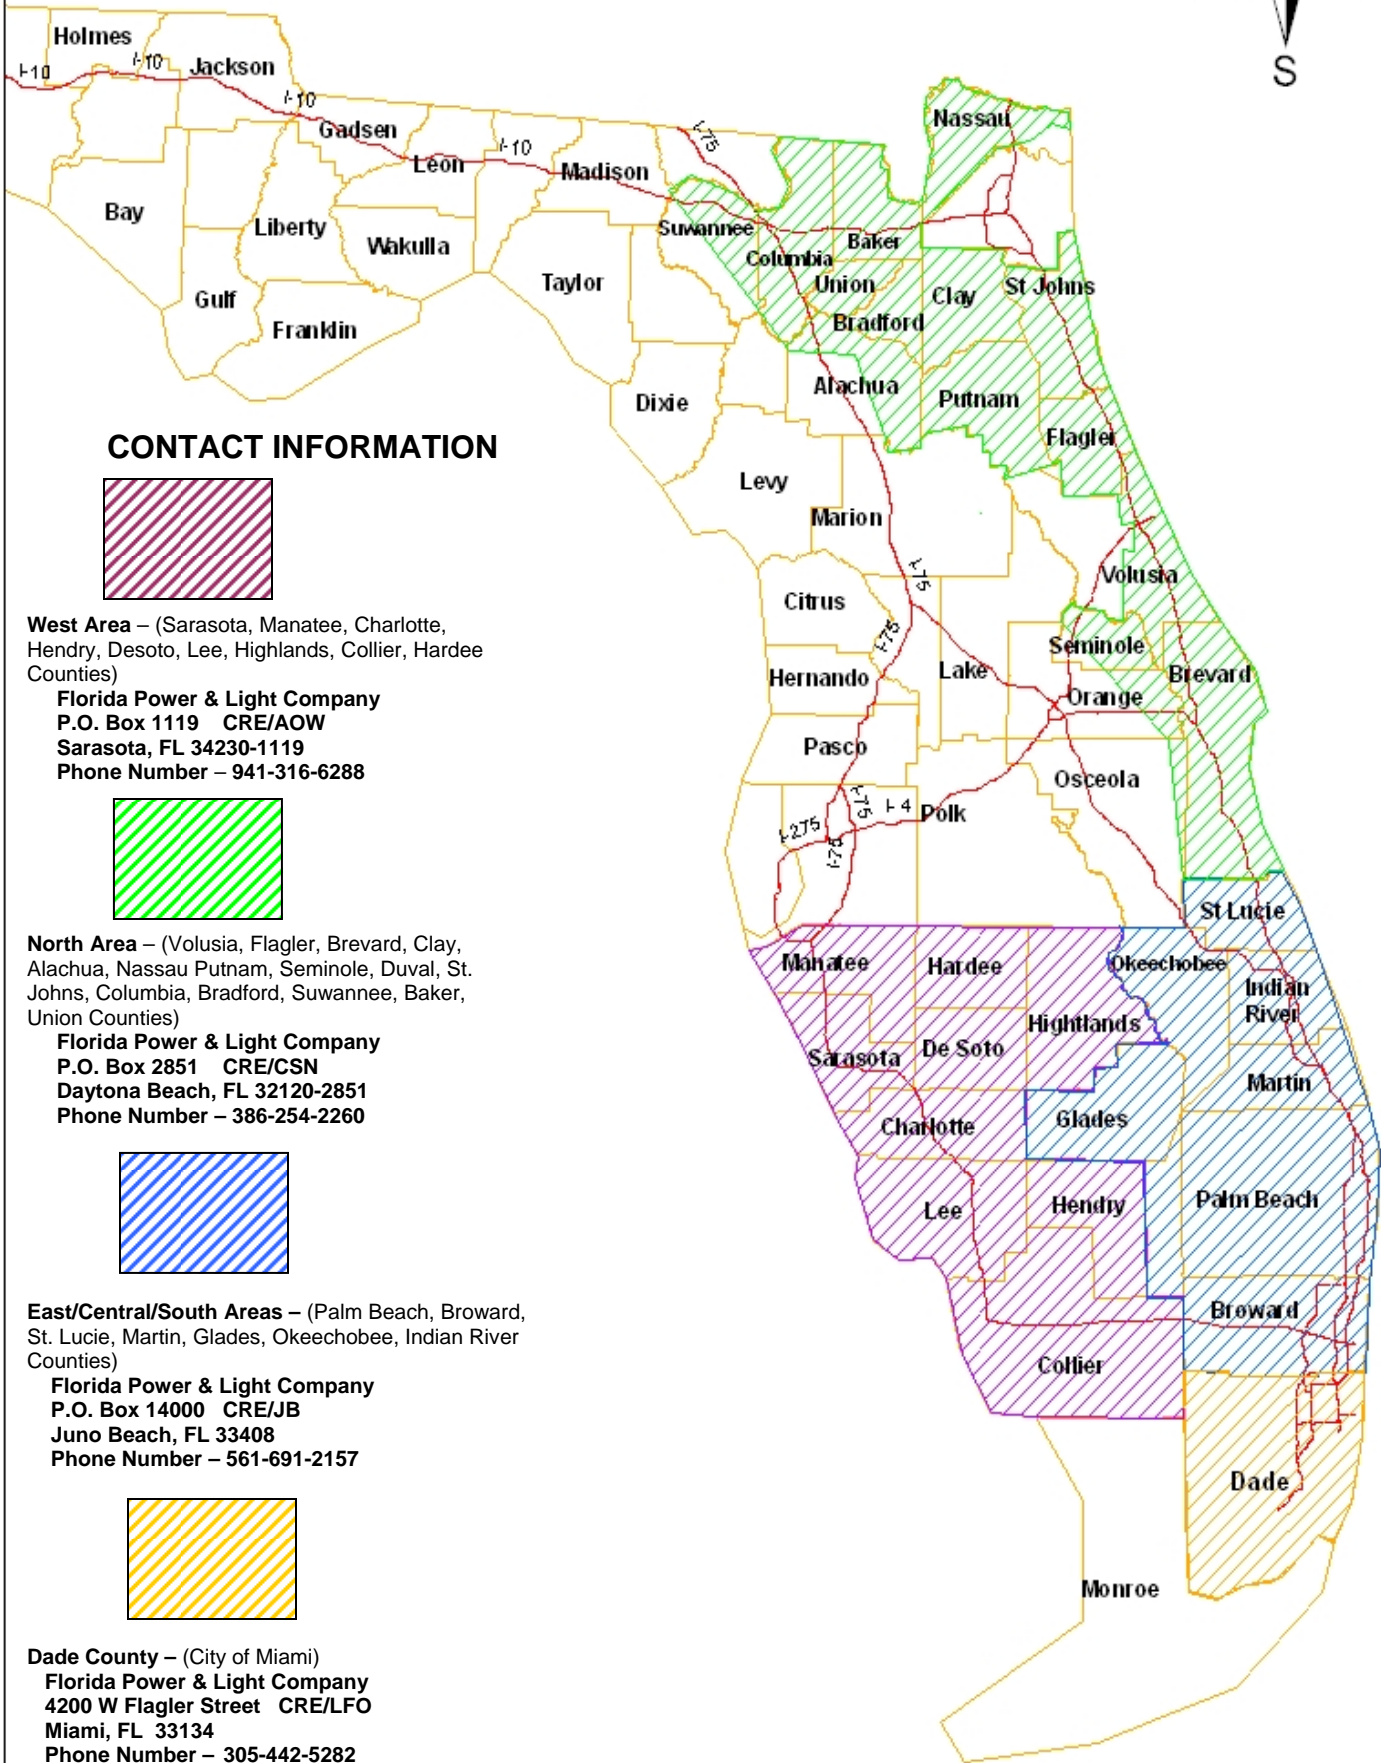 S
Holmes
I-10
I-10
Jackson
I-10
Gadsen
Leon
I-10
Madison
I-75
Nassau
Bay
Liberty
Wakulla
Suwannee
Columbia
Baker
Union
Clay
St Johns
Gulf
Franklin
Taylor
Bradford
Dixie
Alachua
Putnam
Flagler
Levy
Marion
I-75
Volusia
Citrus
I-75
Seminole
Hernando
Lake
Brevard
Orange
Pasco
Osceola
I-275
I-75
I-4
Polk
I-75
St Lucie
Manatee
Hardee
Okeechobee
Indian
River
Hightlands
Sarasota
De Soto
Martin
Charlotte
Glades
Lee
Hendry
Palm Beach
Broward
Collier
Dade
Monroe
CONTACT INFORMATION
West Area – (Sarasota, Manatee, Charlotte,
Hendry, Desoto, Lee, Highlands, Collier, Hardee
Counties)
Florida Power & Light Company
P.O. Box 1119 CRE/AOW
Sarasota, FL 34230-1119
Phone Number – 941-316-6288
North Area – (Volusia, Flagler, Brevard, Clay,
Alachua, Nassau Putnam, Seminole, Duval, St.
Johns, Columbia, Bradford, Suwannee, Baker,
Union Counties)
Florida Power & Light Company
P.O. Box 2851 CRE/CSN
Daytona Beach, FL 32120-2851
Phone Number – 386-254-2260
East/Central/South Areas – (Palm Beach, Broward,
St. Lucie, Martin, Glades, Okeechobee, Indian River
Counties)
Florida Power & Light Company
P.O. Box 14000 CRE/JB
Juno Beach, FL 33408
Phone Number – 561-691-2157
Dade County – (City of Miami)
Florida Power & Light Company
4200 W Flagler Street CRE/LFO
Miami, FL 33134
Phone Number – 305-442-5282